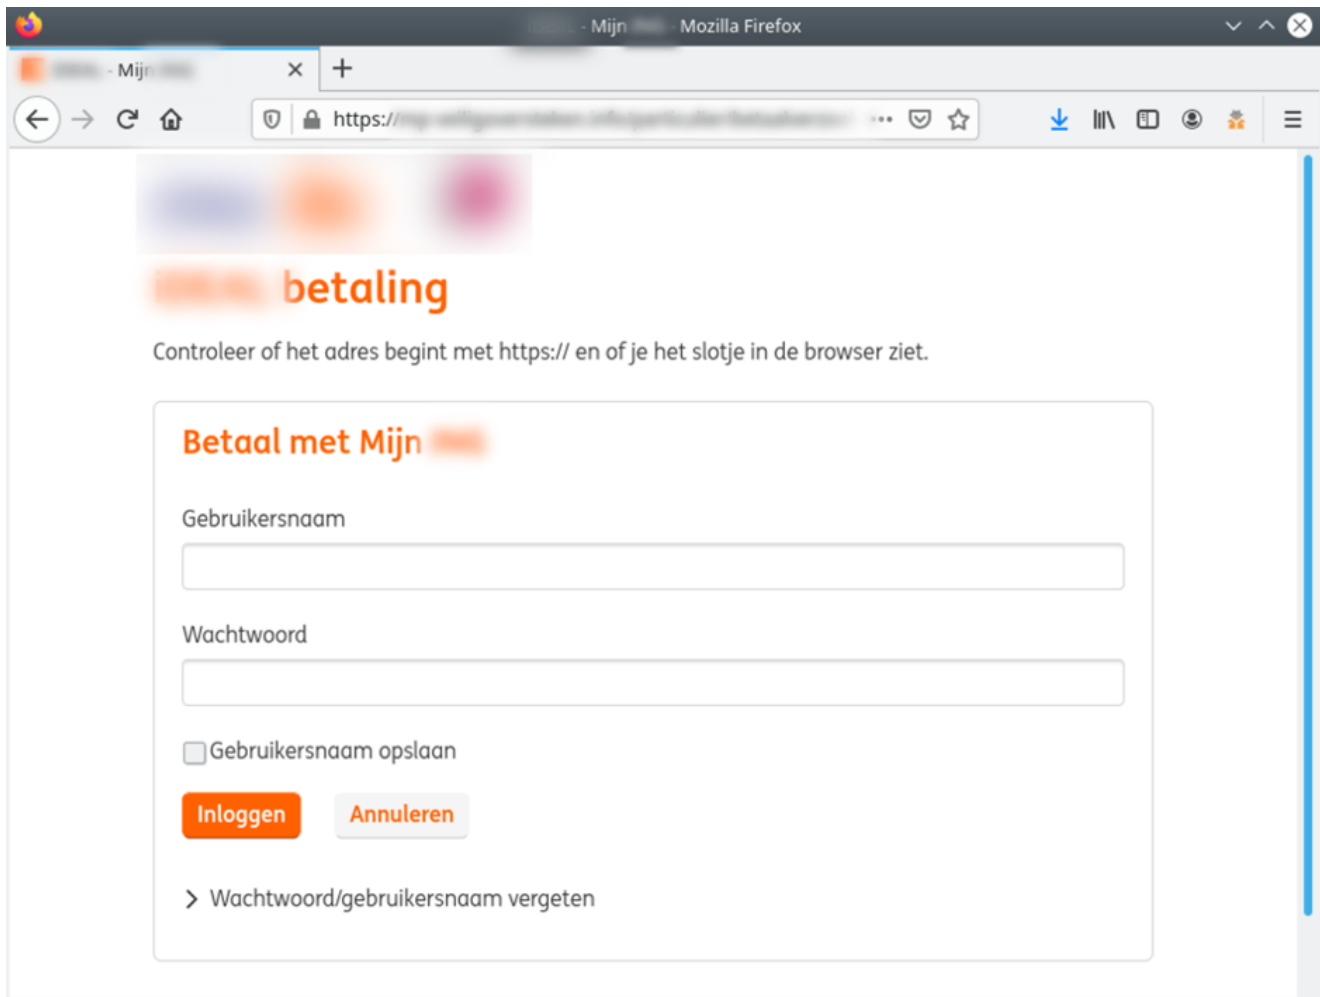 - Mijn - Mozilla Firefox
- Mijn
https://
betaling
Controleer of het adres begint met https:// en of je het slotje in de browser ziet.
Betaal met Mijn
Gebruikersnaam
Wachtwoord
Gebruikersnaam opslaan
Inloggen Annuleren
Wachtwoord/gebruikersnaam vergeten